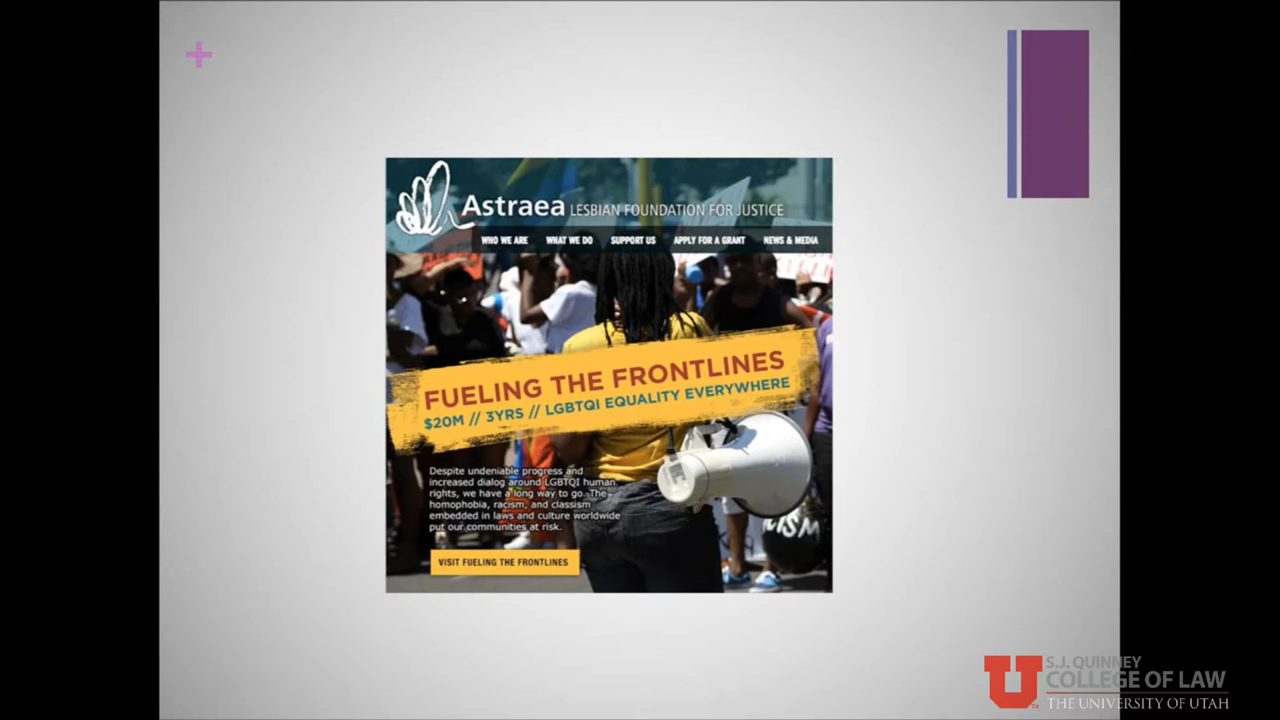 +
Astraea LESBIAN FOUNDATION FOR JUSTICE
WHO WE ARE WHAT WE DO SUPPORT US APPLY FOR A GRANT NEWS & MEDIA
FUELING THE FRONTLINES
$20M // 3YRS // LGBTQI EQUALITY EVERYWHERE
Despite undeniable progress and
increased dialog around LGBTQI human
rights, we have a long way to go. The
homophobia, racism, and classism
embedded in laws and culture worldwide
put our communities at risk.
VISIT FUELING THE FRONTLINES
U
S.J. QUINNEY
COLLEGE OF LAW
THE UNIVERSITY OF UTAH